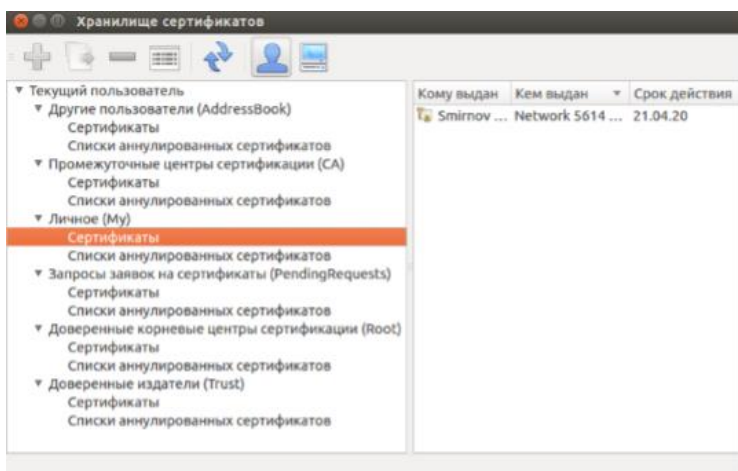 Хранилище сертификатов
Текущий пользователь
Другие пользователи (AddressBook)
Сертификаты
Списки аннулированных сертификатов
Промежуточные центры сертификации (CA)
Сертификаты
Списки аннулированных сертификатов
Личное (My)
Сертификаты
Списки аннулированных сертификатов
Запросы заявок на сертификаты (PendingRequests)
Сертификаты
Списки аннулированных сертификатов
Доверенные корневые центры сертификации (Root)
Сертификаты
Списки аннулированных сертификатов
Доверенные издатели (Trust)
Сертификаты
Списки аннулированных сертификатов
Кому выдан Кем выдан Срок действия
Smirnov ... Network 5614 ... 21.04.20